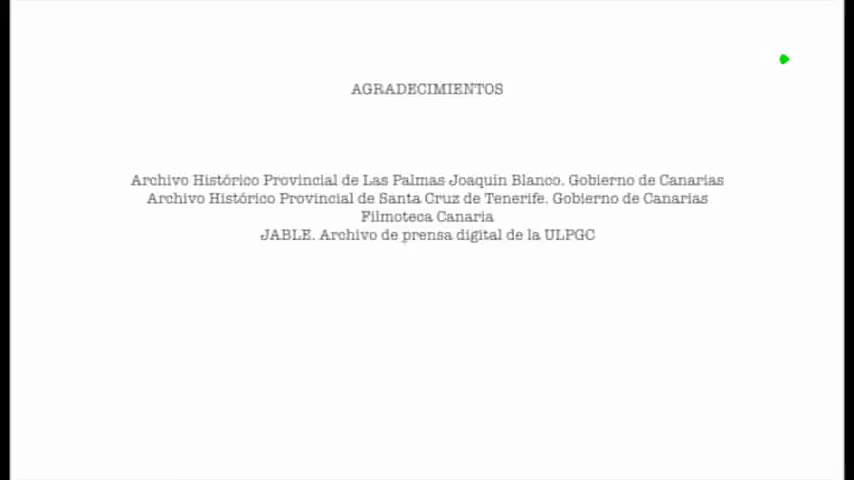 AGRADECIMIENTOS
Archivo Histórico Provincial de Las Palmas Joaquín Blanco. Gobierno de Canarias
Archivo Histórico Provincial de Santa Cruz de Tenerife. Gobierno de Canarias
Filmoteca Canaria
JABLE. Archivo de prensa digital de la ULPGC